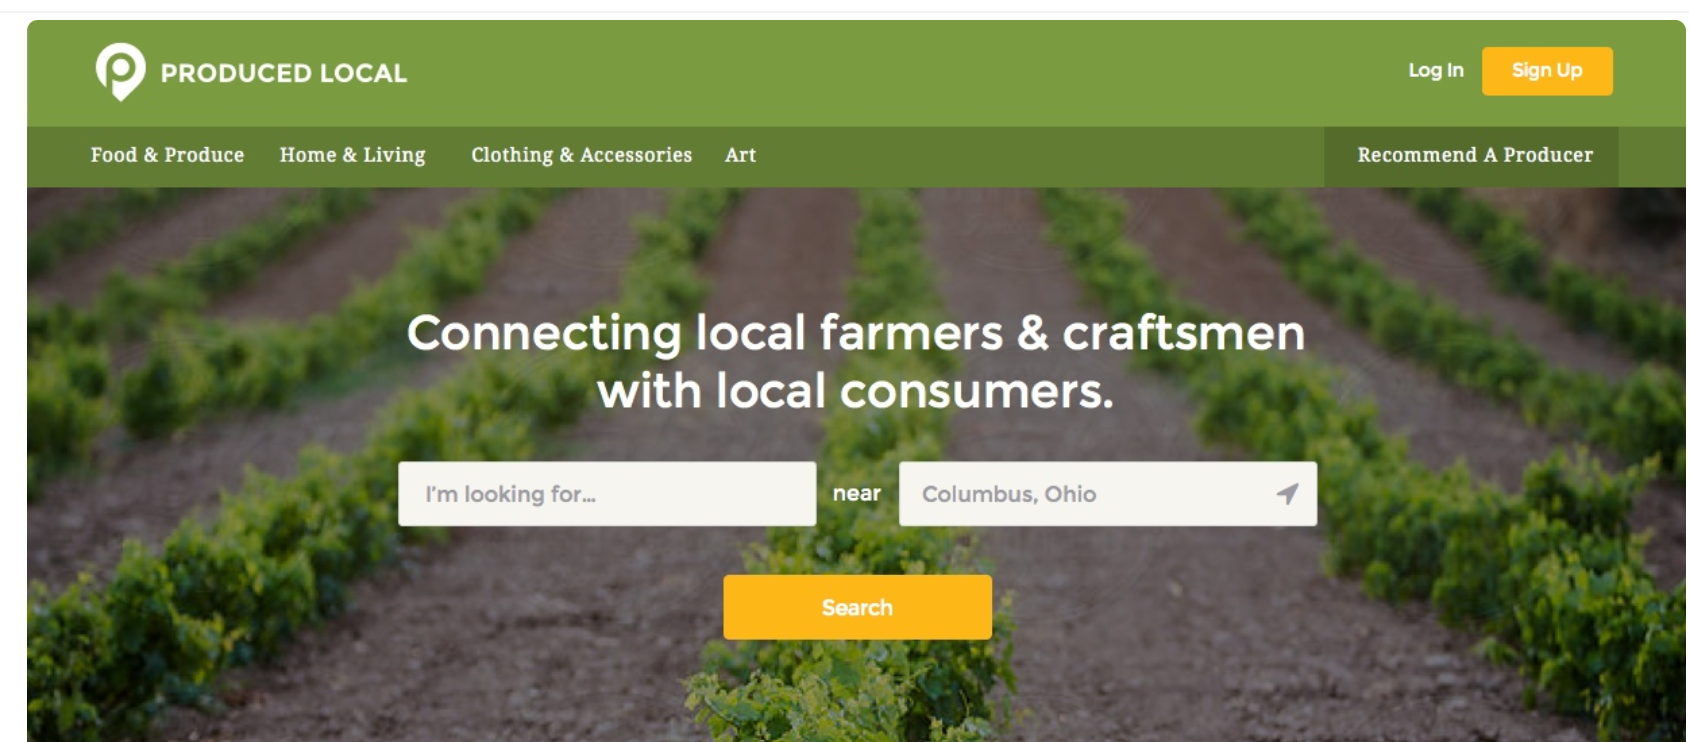 PRODUCED LOCAL
Log In
Sign Up
Food & Produce
Home & Living
Clothing & Accessories
Art
Recommend A Producer
Connecting local farmers & craftsmen
with local consumers.
I'm looking for...
near
Columbus, Ohio
Search